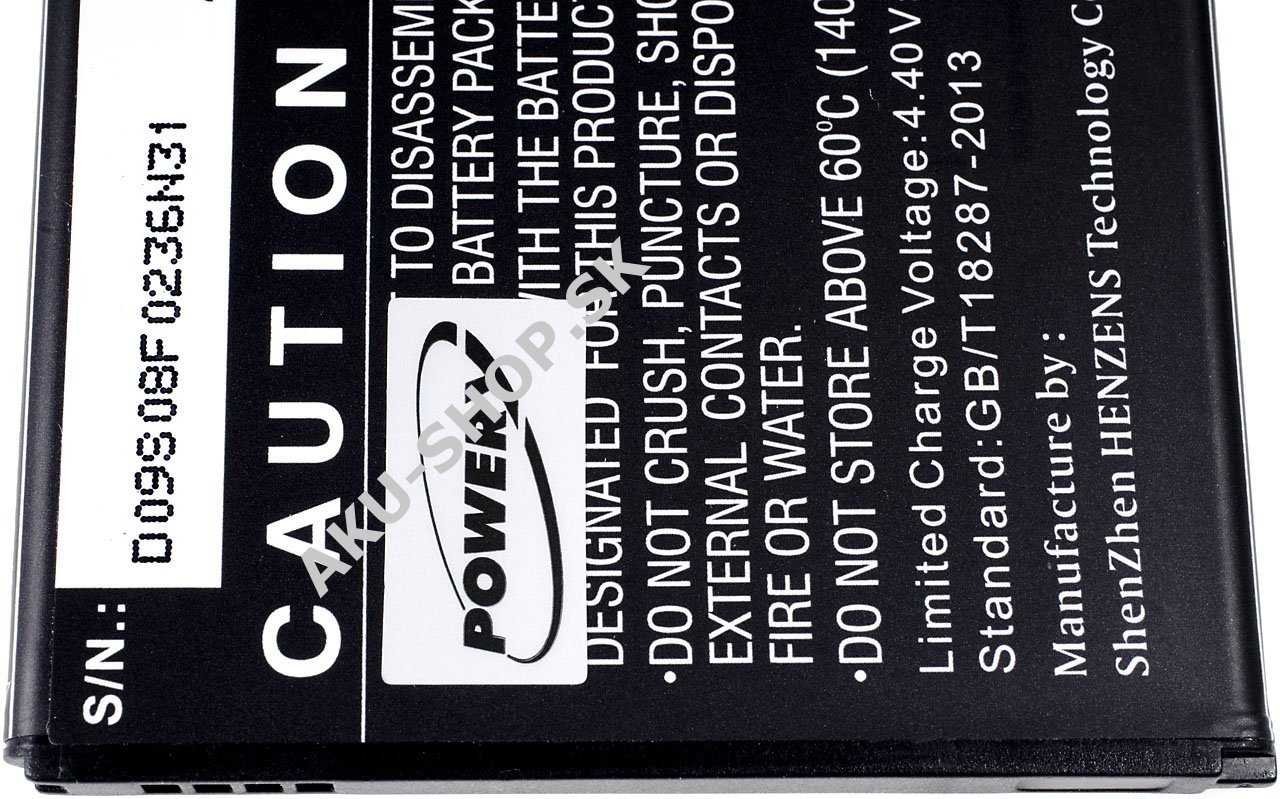 S/N.:
D09S08F0236N31
CAUTION
TO DISASSEM
BATTERY PACK
WITH THE BATTE
DESIGNATED FOR THIS PRODUCT
•DO NOT CRUSH, PUNCTURE, SHO
EXTERNAL CONTACTS OR DISPO
FIRE OR WATER.
•DO NOT STORE ABOVE 60°C (140
Limited Charge Voltage:4.40V
Standard:GB/T18287-2013
Manufacture by:
ShenZhen HENZENS Technology Co
POWERY
AKU-SHOP.SK